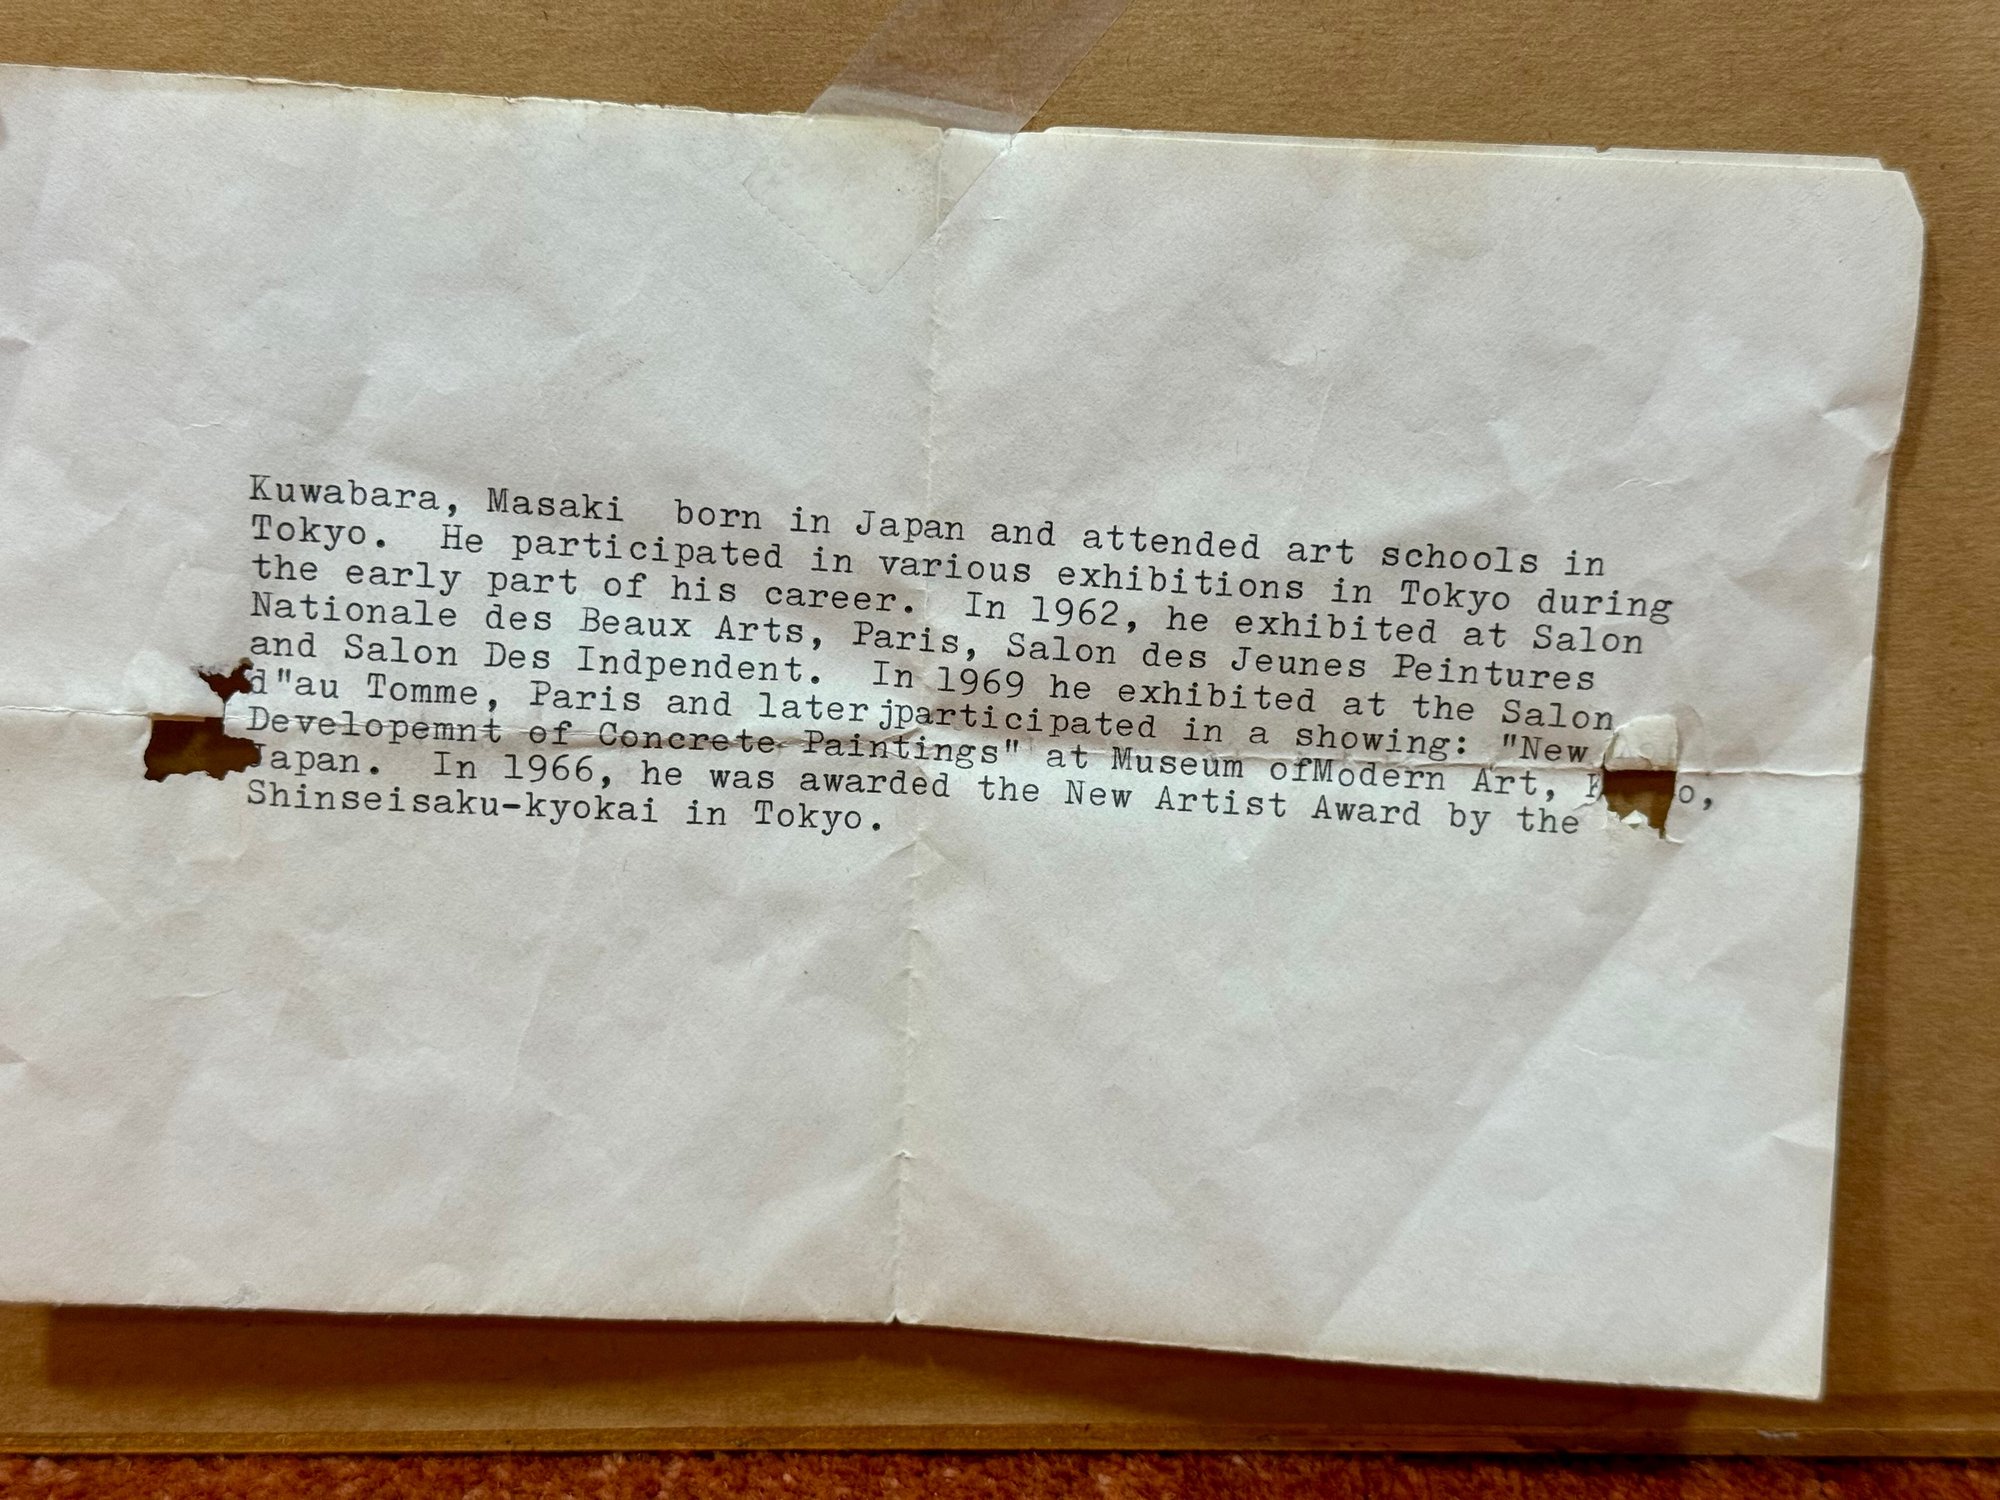 Kuwabara, Masaki  born in Japan and attended art schools in
Tokyo.  He participated in various exhibitions in Tokyo during
the early part of his career.  In 1962, he exhibited at Salon
Nationale des Beaux Arts, Paris, Salon des Jeunes Peintures
and Salon Des Indpendent.  In 1969 he exhibited at the Salon
d"au Tomme, Paris and later jparticipated in a showing: "New
Developemnt of Concrete Paintings" at Museum ofModern Art,
Japan.  In 1966, he was awarded the New Artist Award by the
Shinseisaku-kyokai in Tokyo.